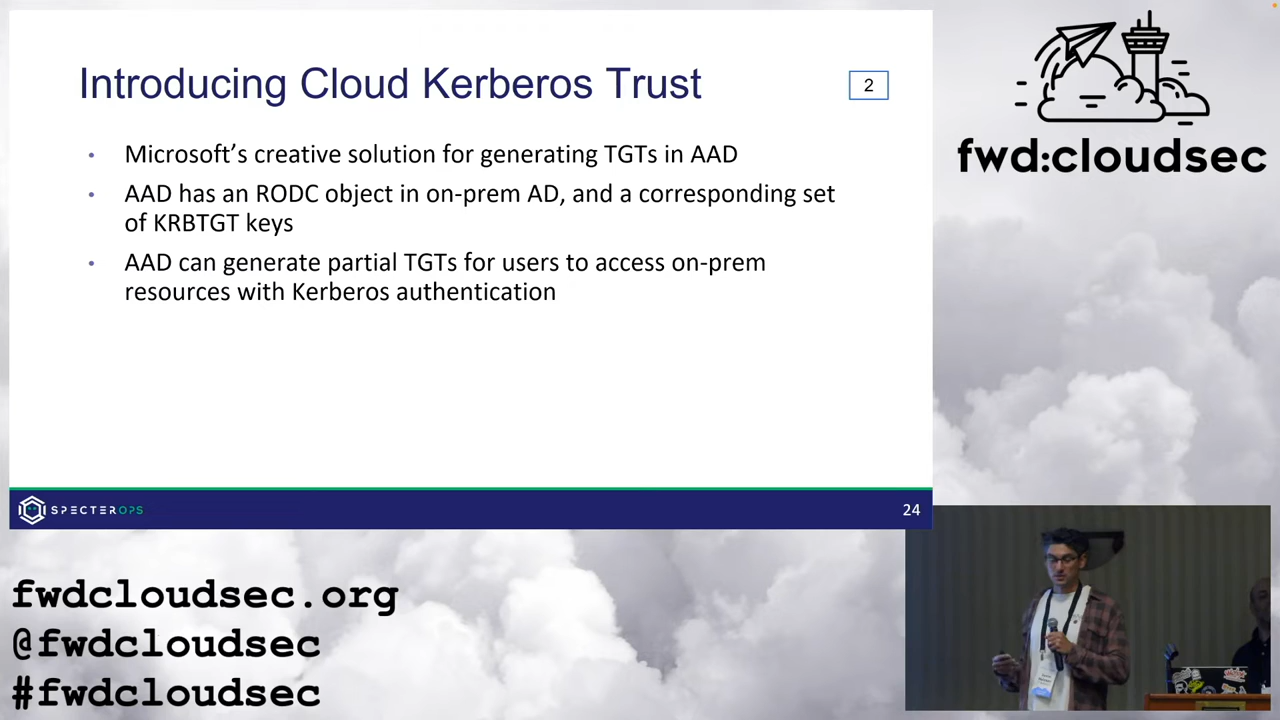 Introducing Cloud Kerberos Trust
2
• Microsoft’s creative solution for generating TGTs in AAD
• AAD has an RODC object in on-prem AD, and a corresponding set
of KRBTGT keys
• AAD can generate partial TGTs for users to access on-prem
resources with Kerberos authentication
SPECTEROPS
24
fwd:cloudsec
fwdcloudsec.org
@fwdcloudsec
#fwdcloudsec